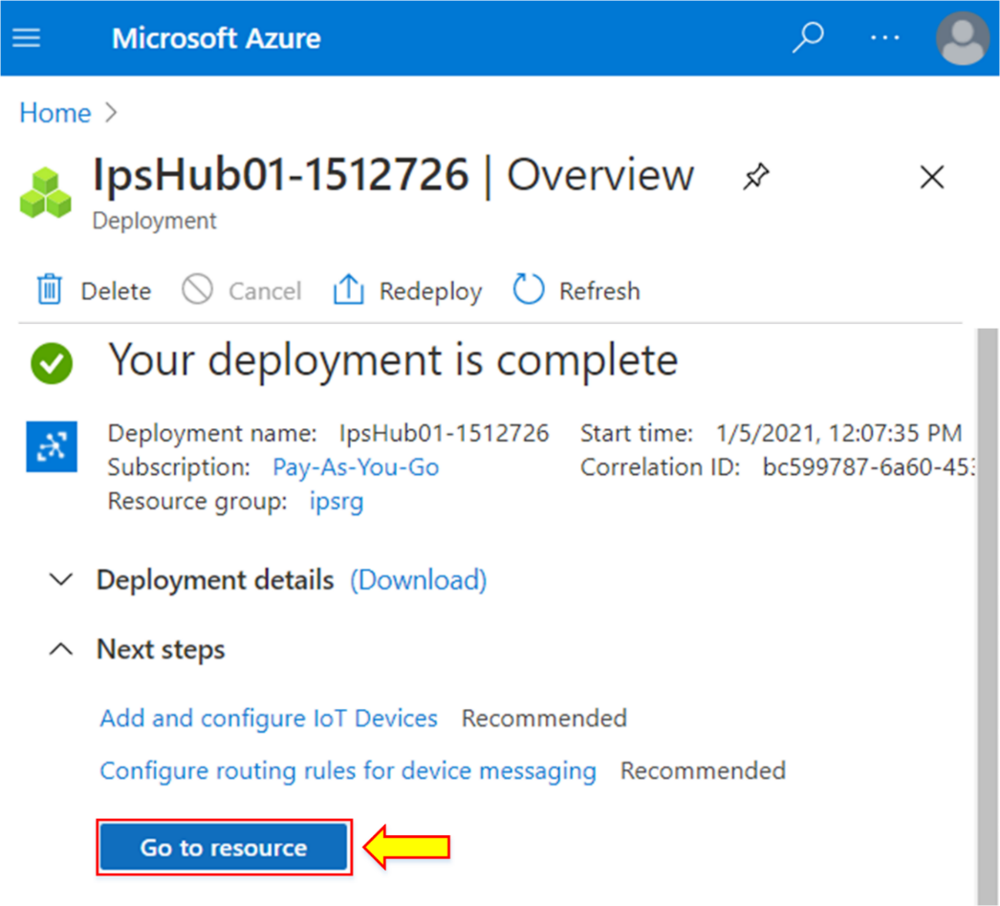 Microsoft Azure
Home >
IpsHub01-1512726 | Overview
Deployment
Delete Cancel Redeploy Refresh
Your deployment is complete
Deployment name: IpsHub01-1512726 Start time: 1/5/2021, 12:07:35 PM
Subscription: Pay-As-You-Go Correlation ID: bc599787-6a60-453
Resource group: ipsrg
Deployment details (Download)
Next steps
Add and configure IoT Devices Recommended
Configure routing rules for device messaging Recommended
Go to resource